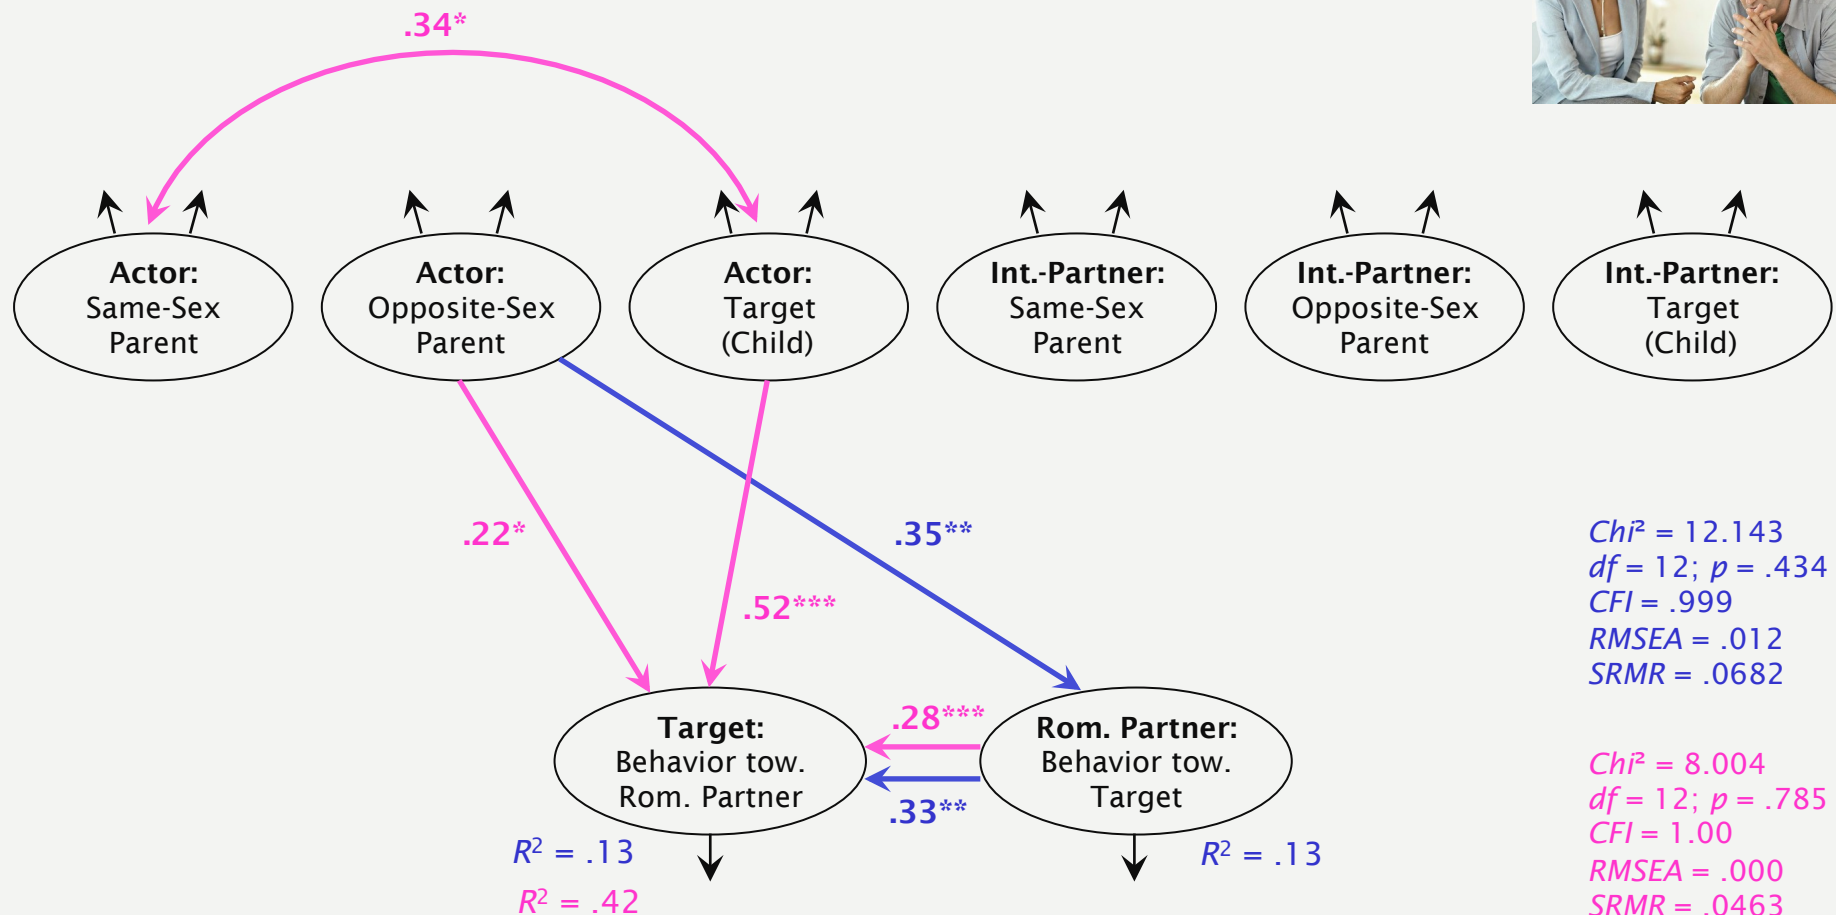 .34*
Actor:
Same-Sex
Parent
Actor:
Opposite-Sex
Parent
Actor:
Target
(Child)
Int.-Partner:
Same-Sex
Parent
Int.-Partner:
Opposite-Sex
Parent
Int.-Partner:
Target
(Child)
.22*
.35**
.52***
Chi² = 12.143
df = 12; p = .434
CFI = .999
RMSEA = .012
SRMR = .0682
Target:
Behavior tow.
Rom. Partner
.28***
.33**
Rom. Partner:
Behavior tow.
Target
R² = .13
R² = .42
R² = .13
Chi² = 8.004
df = 12; p = .785
CFI = 1.00
RMSEA = .000
SRMR = .0463